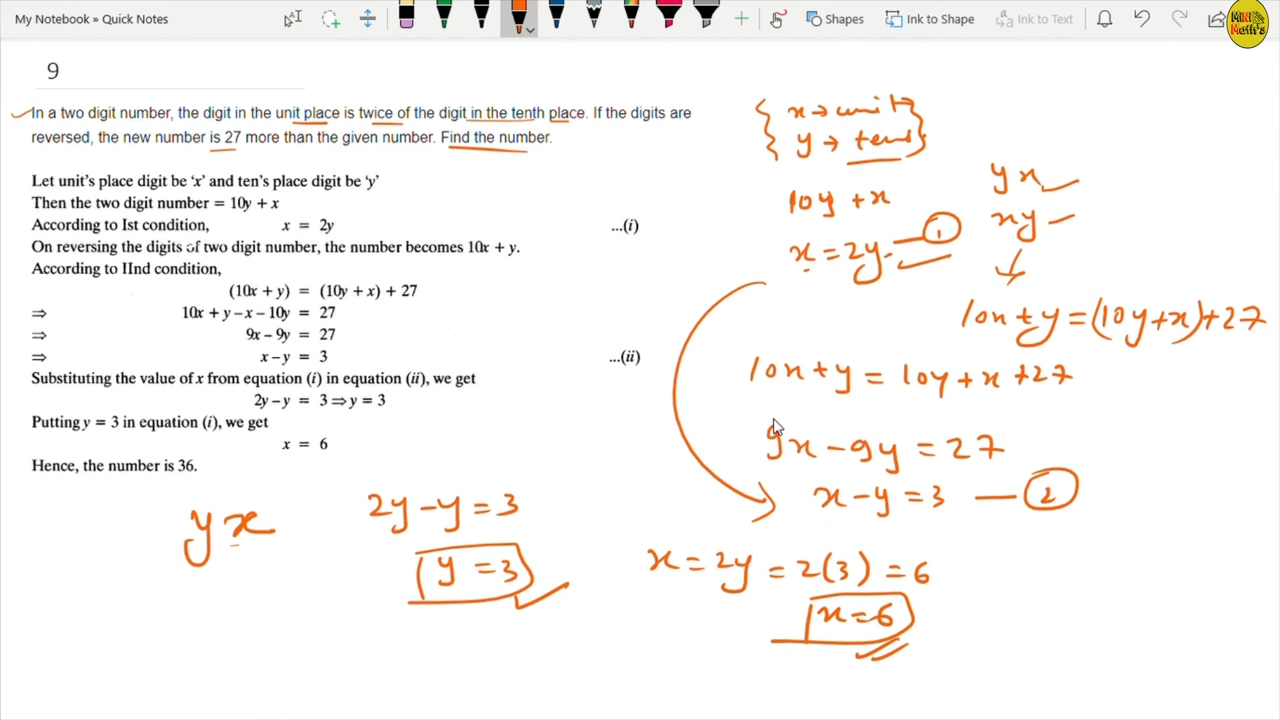 My Notebook » Quick Notes
Shapes
Ink to Shape
Ink to Text
MINI Math's
9
In a two digit number, the digit in the unit place is twice of the digit in the tenth place. If the digits are
reversed, the new number is 27 more than the given number. Find the number.
Let unit's place digit be 'x' and ten's place digit be 'y'
Then the two digit number = 10y + x
According to Ist condition, x = 2y ...(i)
On reversing the digits of two digit number, the number becomes 10x + y.
According to IInd condition,
(10x + y) = (10y + x) + 27
⇒ 10x + y – x – 10y = 27
⇒ 9x – 9y = 27
⇒ x – y = 3 ...(ii)
Substituting the value of x from equation (i) in equation (ii), we get
2y – y = 3 ⇒ y = 3
Putting y = 3 in equation (i), we get
x = 6
Hence, the number is 36.
yx
2y - y = 3
y = 3
x → unit
y → tens
10y + x
x = 2y — 1
yx
xy
10x + y = (10y + x) + 27
10x + y = 10y + x + 27
9x - 9y = 27
x - y = 3 — 2
x = 2y = 2(3) = 6
x = 6